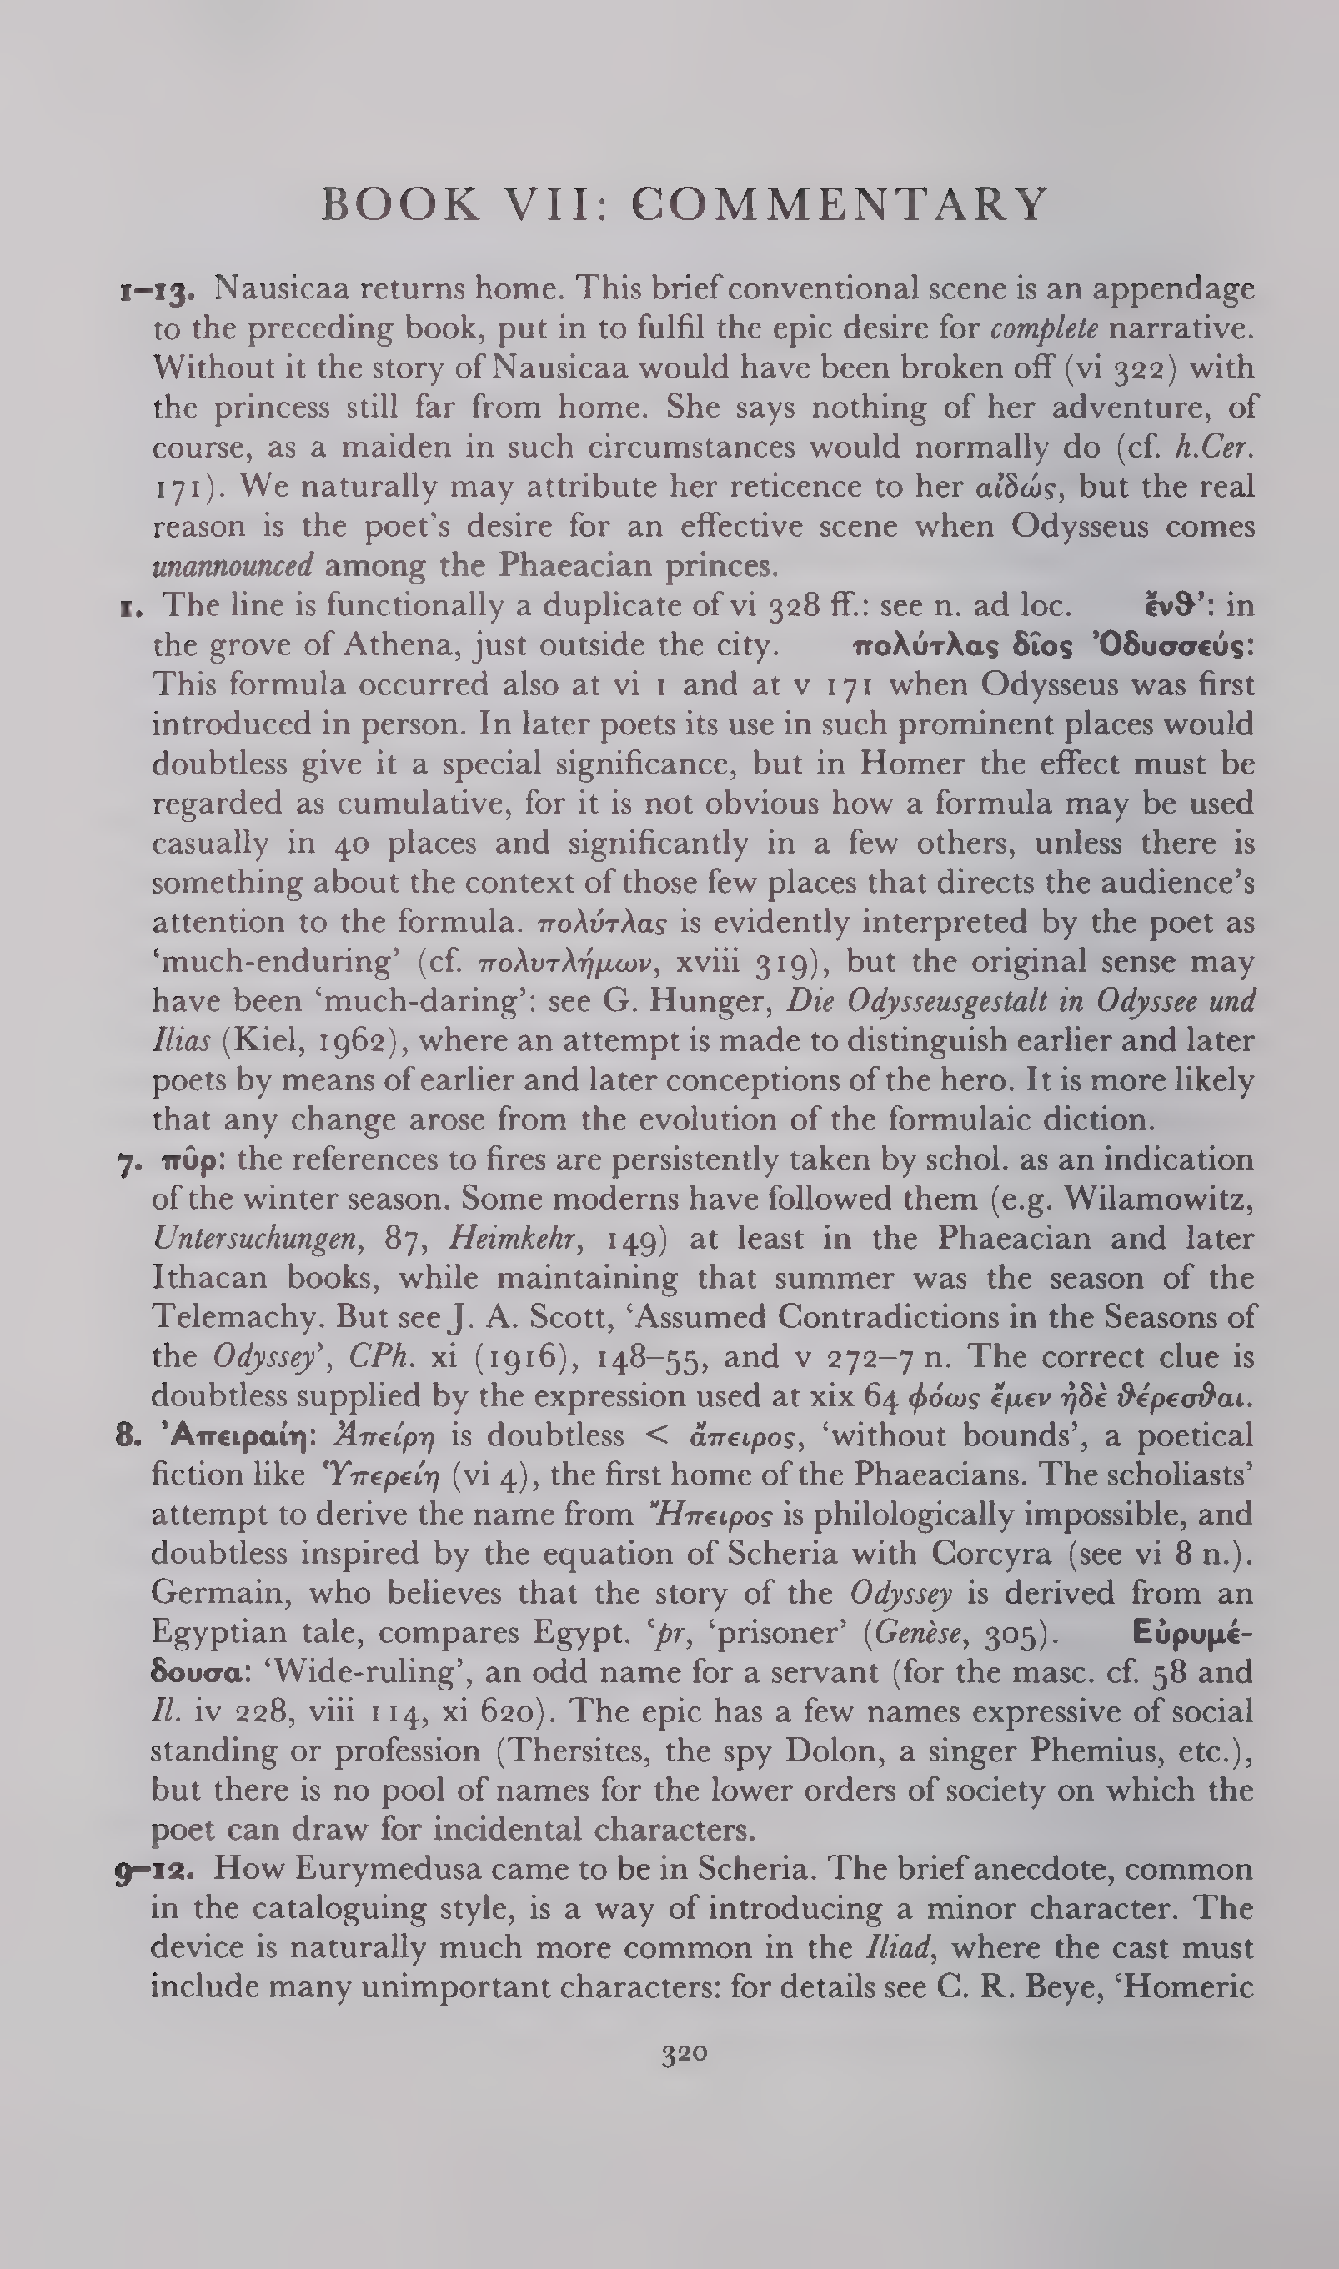 BOOK VII: COMMENTARY
1–13. Nausicaa returns home. This brief conventional scene is an appendage
to the preceding book, put in to fulfil the epic desire for complete narrative.
Without it the story of Nausicaa would have been broken off (vi 322) with
the princess still far from home. She says nothing of her adventure, of
course, as a maiden in such circumstances would normally do (cf. h.Cer.
171). We naturally may attribute her reticence to her αἰδώς, but the real
reason is the poet's desire for an effective scene when Odysseus comes
unannounced among the Phaeacian princes.
1. The line is functionally a duplicate of vi 328 ff.: see n. ad loc. ἔνϑ’: in
the grove of Athena, just outside the city. πολύτλας δῖος Ὀδυσσεύς:
This formula occurred also at vi 1 and at v 171 when Odysseus was first
introduced in person. In later poets its use in such prominent places would
doubtless give it a special significance, but in Homer the effect must be
regarded as cumulative, for it is not obvious how a formula may be used
casually in 40 places and significantly in a few others, unless there is
something about the context of those few places that directs the audience’s
attention to the formula. πολύτλας is evidently interpreted by the poet as
‘much-enduring’ (cf. πολυτλήμων, xviii 319), but the original sense may
have been ‘much-daring’: see G. Hunger, Die Odysseusgestalt in Odyssee und
Ilias (Kiel, 1962), where an attempt is made to distinguish earlier and later
poets by means of earlier and later conceptions of the hero. It is more likely
that any change arose from the evolution of the formulaic diction.
7. πῦρ: the references to fires are persistently taken by schol. as an indication
of the winter season. Some moderns have followed them (e.g. Wilamowitz,
Untersuchungen, 87, Heimkehr, 149) at least in the Phaeacian and later
Ithacan books, while maintaining that summer was the season of the
Telemachy. But see J. A. Scott, ‘Assumed Contradictions in the Seasons of
the Odyssey’, CPh. xi (1916), 148–55, and v 272–7 n. The correct clue is
doubtless supplied by the expression used at xix 64 φόως ἔμεν ἠδὲ ϑέρεσϑαι.
8. Ἀπειραίη: Ἀπείρη is doubtless < ἄπειρος, ‘without bounds’, a poetical
fiction like Ὑπερείη (vi 4), the first home of the Phaeacians. The scholiasts’
attempt to derive the name from Ἤπειρος is philologically impossible, and
doubtless inspired by the equation of Scheria with Corcyra (see vi 8 n.).
Germain, who believes that the story of the Odyssey is derived from an
Egyptian tale, compares Egypt. ‘pr, ‘prisoner’ (Genèse, 305). Εὐρυμέ-
δουσα: ‘Wide-ruling’, an odd name for a servant (for the masc. cf. 58 and
Il. iv 228, viii 114, xi 620). The epic has a few names expressive of social
standing or profession (Thersites, the spy Dolon, a singer Phemius, etc.),
but there is no pool of names for the lower orders of society on which the
poet can draw for incidental characters.
9–12. How Eurymedusa came to be in Scheria. The brief anecdote, common
in the cataloguing style, is a way of introducing a minor character. The
device is naturally much more common in the Iliad, where the cast must
include many unimportant characters: for details see C. R. Beye, ‘Homeric
320